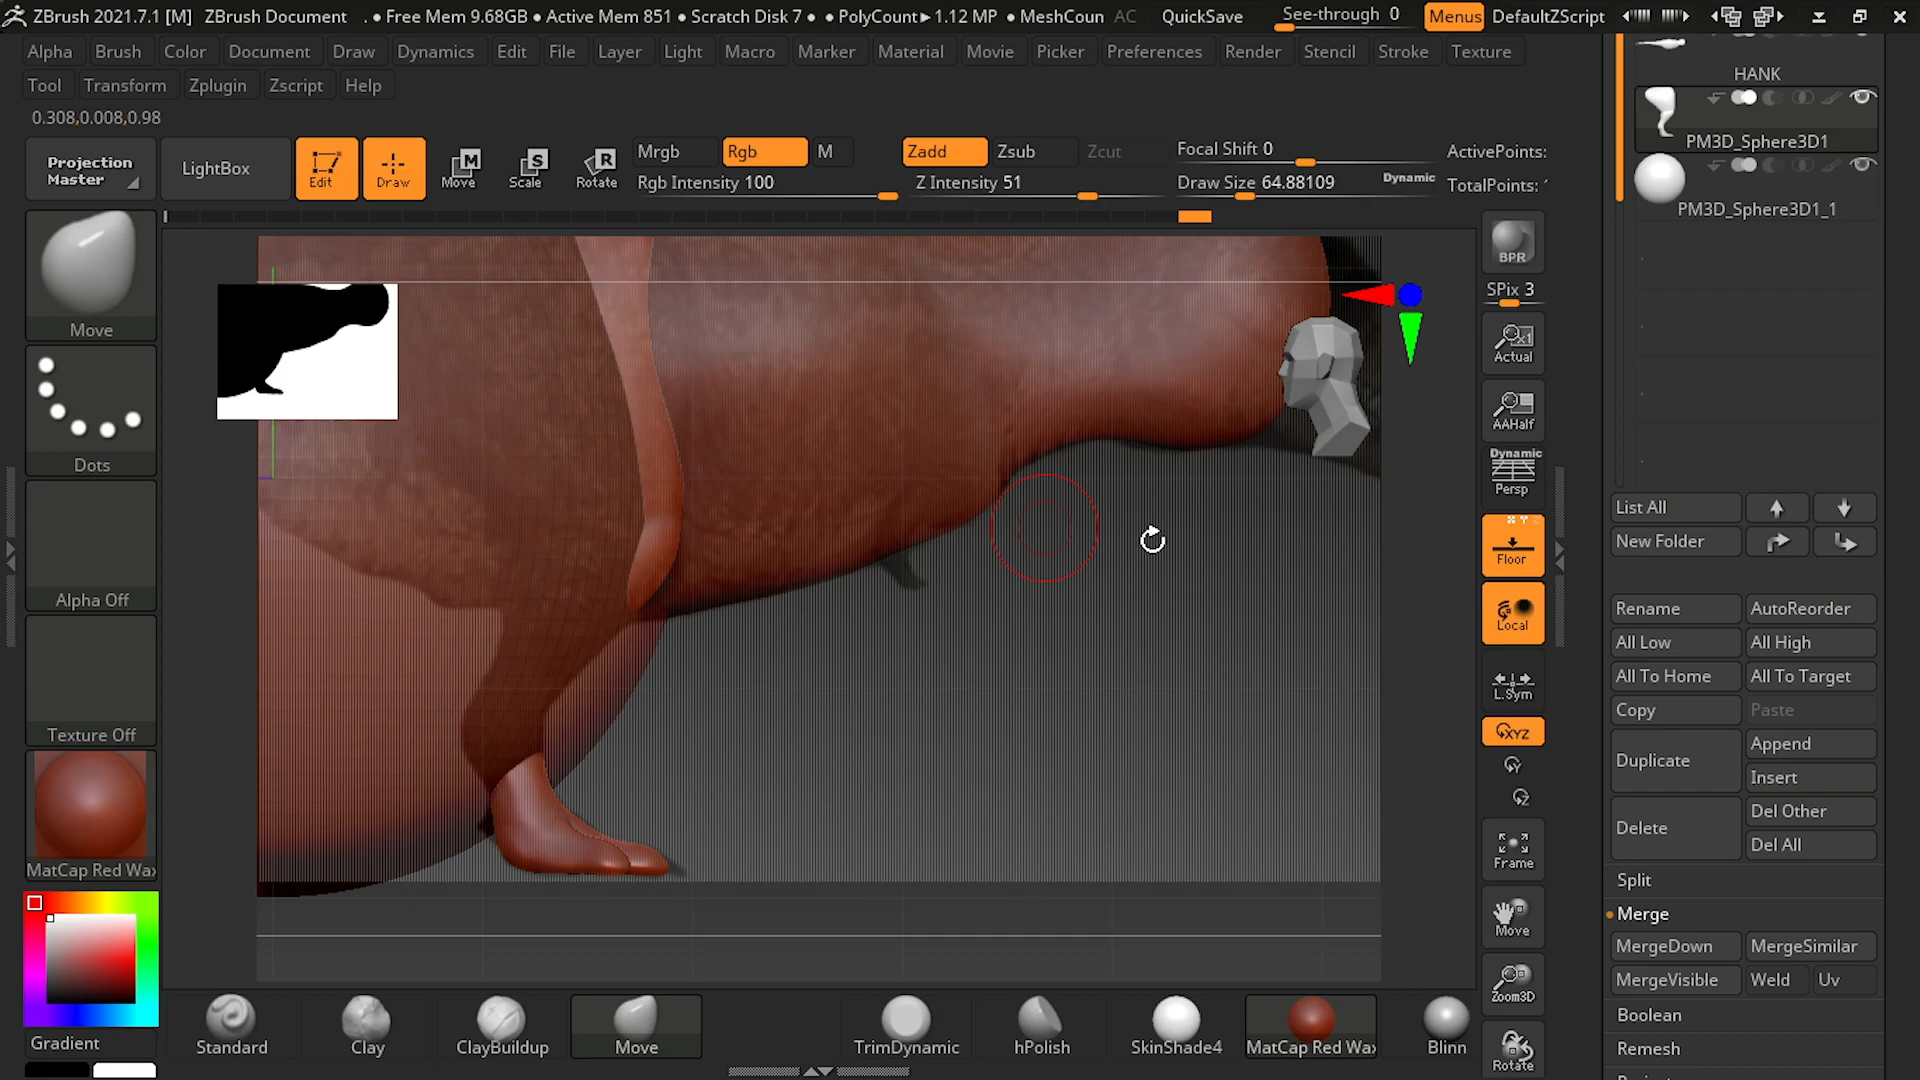 ZBrush 2021.7.1 [M] ZBrush Document . • Free Mem 9.68GB • Active Mem 851 • Scratch Disk 7 • • PolyCount▸ 1.12 MP • MeshCoun AC QuickSave See-through 0 Menus DefaultZScript
Alpha Brush Color Document Draw Dynamics Edit File Layer Light Macro Marker Material Movie Picker Preferences Render Stencil Stroke Texture
Tool Transform Zplugin Zscript Help
0.308,0.008,0.98
Projection Master
LightBox
Edit
Draw
M
Move
S
Scale
R
Rotate
Mrgb Rgb M
Rgb Intensity 100
Zadd Zsub Zcut
Z Intensity 51
Focal Shift 0
Draw Size 64.88109 Dynamic
ActivePoints:
TotalPoints:
Move
Dots
Alpha Off
Texture Off
MatCap Red Wax
Gradient
Standard
Clay
ClayBuildup
Move
TrimDynamic
hPolish
SkinShade4
MatCap Red Wax
Blinn
BPR
SPix 3
Actual
AAHalf
Dynamic
Persp
Floor
Local
L.Sym
XYZ
Y
Z
Frame
Move
Zoom3D
Rotate
HANK
PM3D_Sphere3D1
PM3D_Sphere3D1_1
List All
New Folder
Rename AutoReorder
All Low All High
All To Home All To Target
Copy Paste
Duplicate Append
Insert
Delete Del Other
Del All
Split
Merge
MergeDown MergeSimilar
MergeVisible Weld Uv
Boolean
Remesh